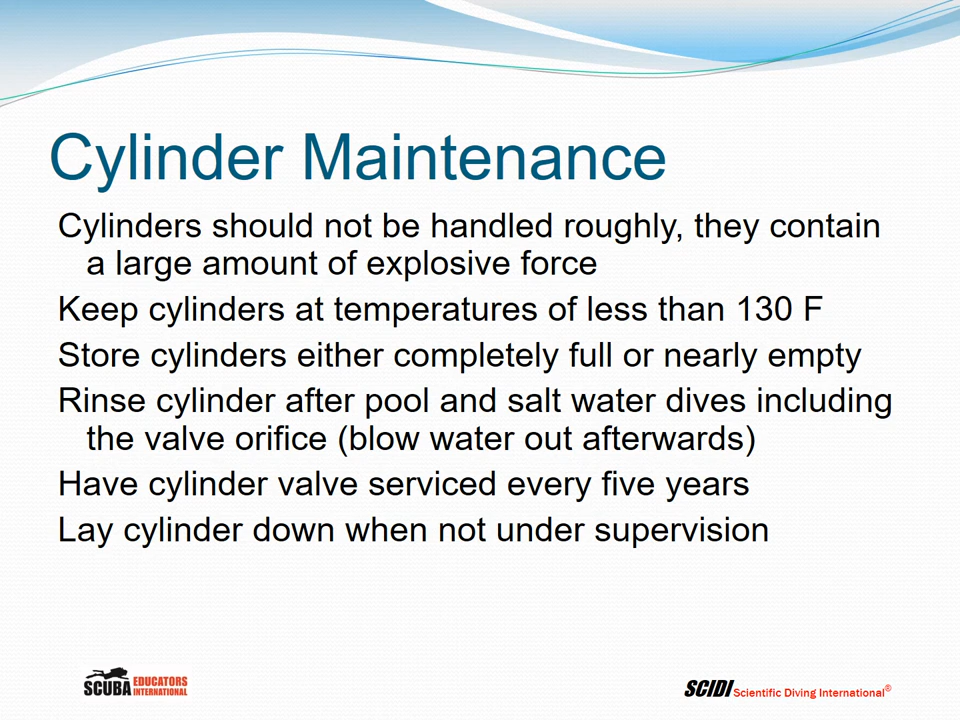 Cylinder Maintenance
Cylinders should not be handled roughly, they contain
a large amount of explosive force
Keep cylinders at temperatures of less than 130 F
Store cylinders either completely full or nearly empty
Rinse cylinder after pool and salt water dives including
the valve orifice (blow water out afterwards)
Have cylinder valve serviced every five years
Lay cylinder down when not under supervision
SCUBA EDUCATORS
INTERNATIONAL
SCIDI Scientific Diving International®